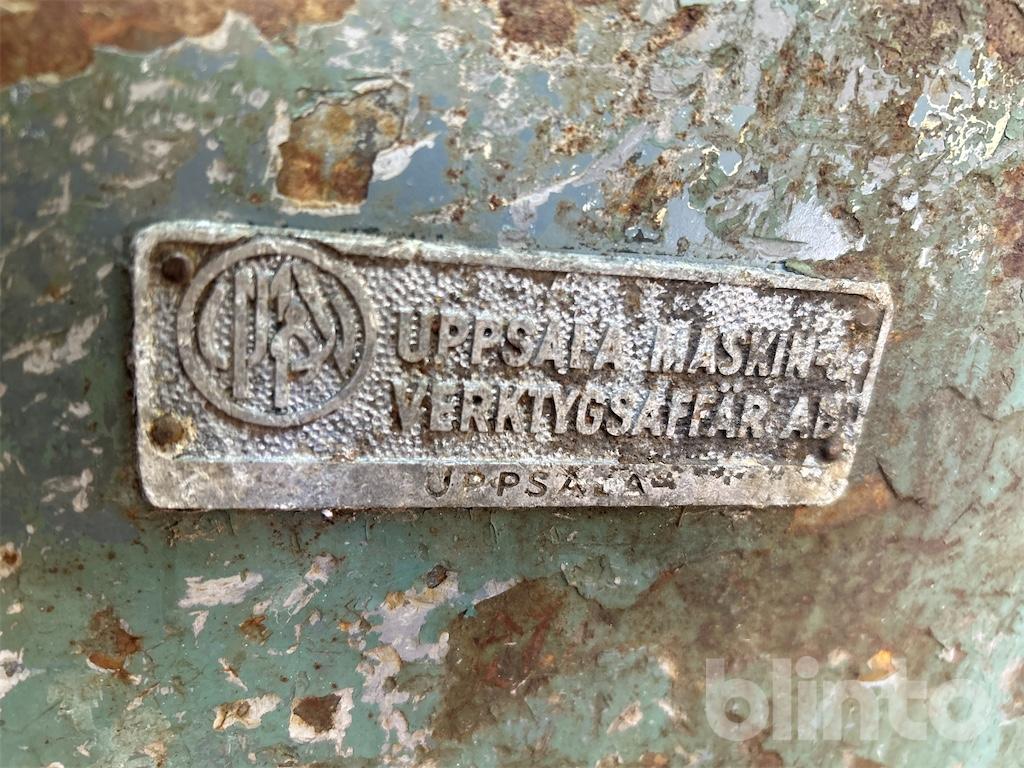 UPPSALA MASKIN &
VERKTYGSAFFÄR AB
UPPSALA
blinto